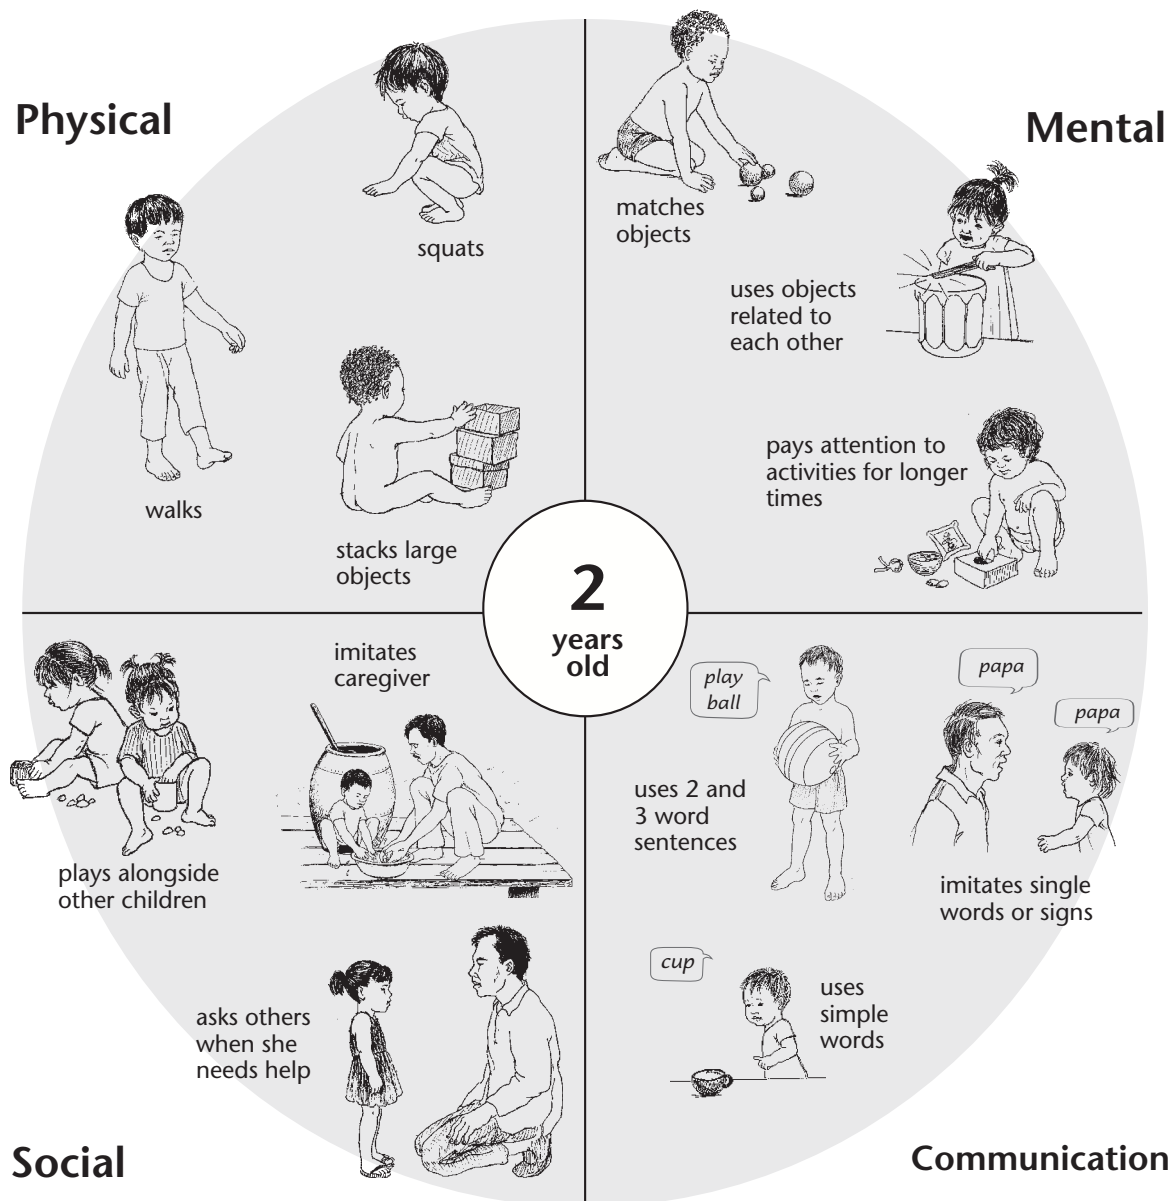 Physical
squats
walks
stacks large
objects
Mental
matches
objects
uses objects
related to
each other
pays attention to
activities for longer
times
2
years
old
imitates
caregiver
plays alongside
other children
asks others
when she
needs help
Social
play
ball
papa
papa
uses 2 and
3 word
sentences
imitates single
words or signs
cup
uses
simple
words
Communication